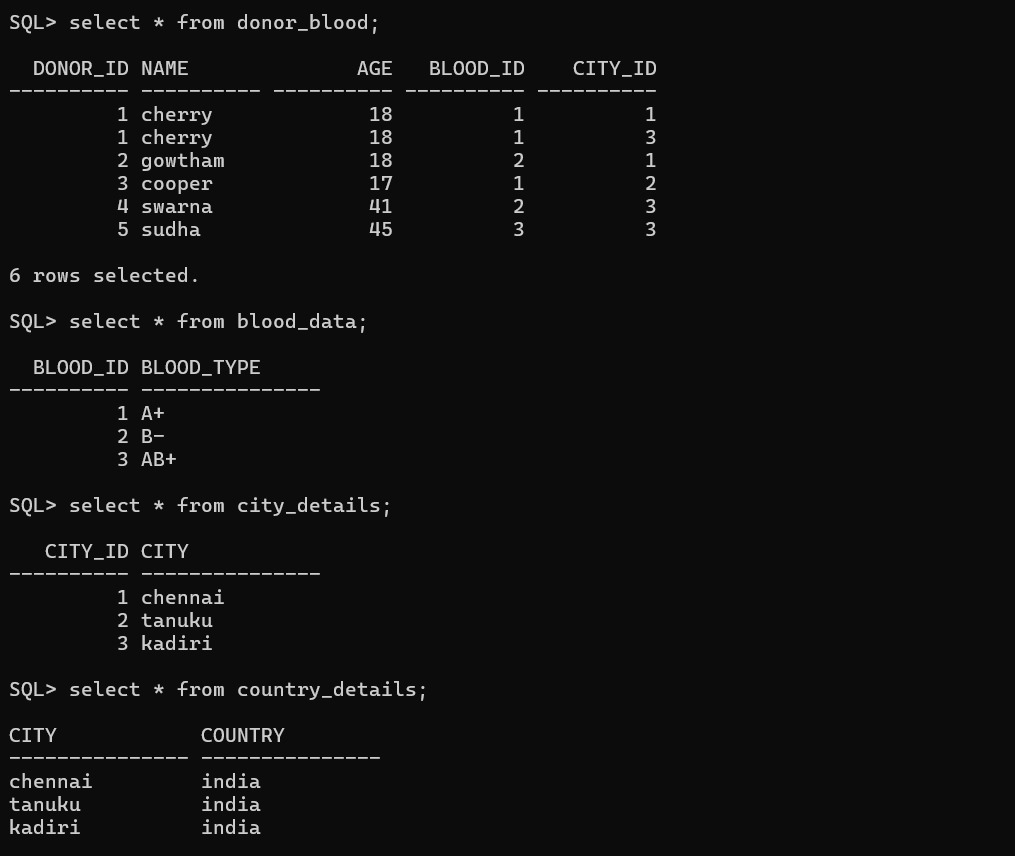 SQL> select * from donor_blood;
  DONOR_ID NAME              AGE   BLOOD_ID    CITY_ID
---------- ---------- ---------- ---------- ----------
         1 cherry             18          1          1
         1 cherry             18          1          3
         2 gowtham            18          2          1
         3 cooper             17          1          2
         4 swarna             41          2          3
         5 sudha              45          3          3
6 rows selected.
SQL> select * from blood_data;
  BLOOD_ID BLOOD_TYPE
---------- ---------------
         1 A+
         2 B-
         3 AB+
SQL> select * from city_details;
   CITY_ID CITY
---------- ---------------
         1 chennai
         2 tanuku
         3 kadiri
SQL> select * from country_details;
CITY            COUNTRY
--------------- ---------------
chennai         india
tanuku          india
kadiri          india